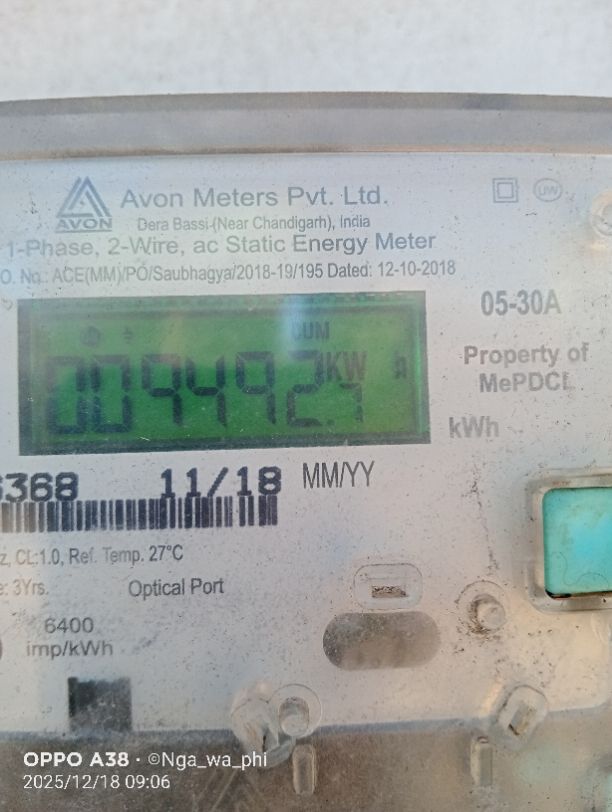 Avon Meters Pvt. Ltd.
AVON
Dera Bassi-(Near Chandigarh), India
1-Phase, 2-Wire, ac Static Energy Meter
O. No.: ACE(MM)/PO/Saubhagya/2018-19/195 Dated: 12-10-2018
UW
05-30A
CUM
009492.7 KW h
Property of
MePDCL
kWh
6368 11/18 MM/YY
z, CL:1.0, Ref. Temp. 27°C
e: 3Yrs. Optical Port
6400
imp/kWh
OPPO A38 · ©Nga_wa_phi
2025/12/18 09:06